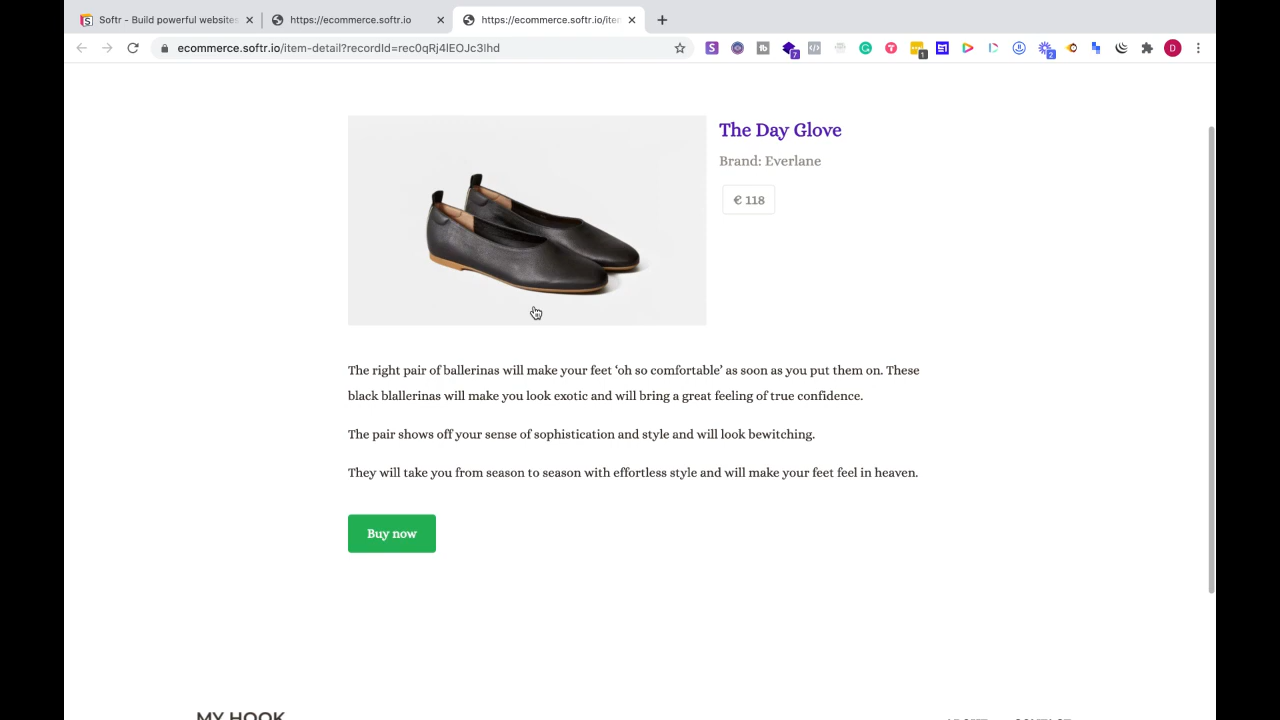 Softr - Build powerful websites
https://ecommerce.softr.io
https://ecommerce.softr.io/iten
ecommerce.softr.io/item-detail?recordId=rec0qRj4lEOJc3lhd
The Day Glove
Brand: Everlane
€ 118
The right pair of ballerinas will make your feet ‘oh so comfortable’ as soon as you put them on. These
black blallerinas will make you look exotic and will bring a great feeling of true confidence.
The pair shows off your sense of sophistication and style and will look bewitching.
They will take you from season to season with effortless style and will make your feet feel in heaven.
Buy now
MY HOOK
ABOUT CONTACT